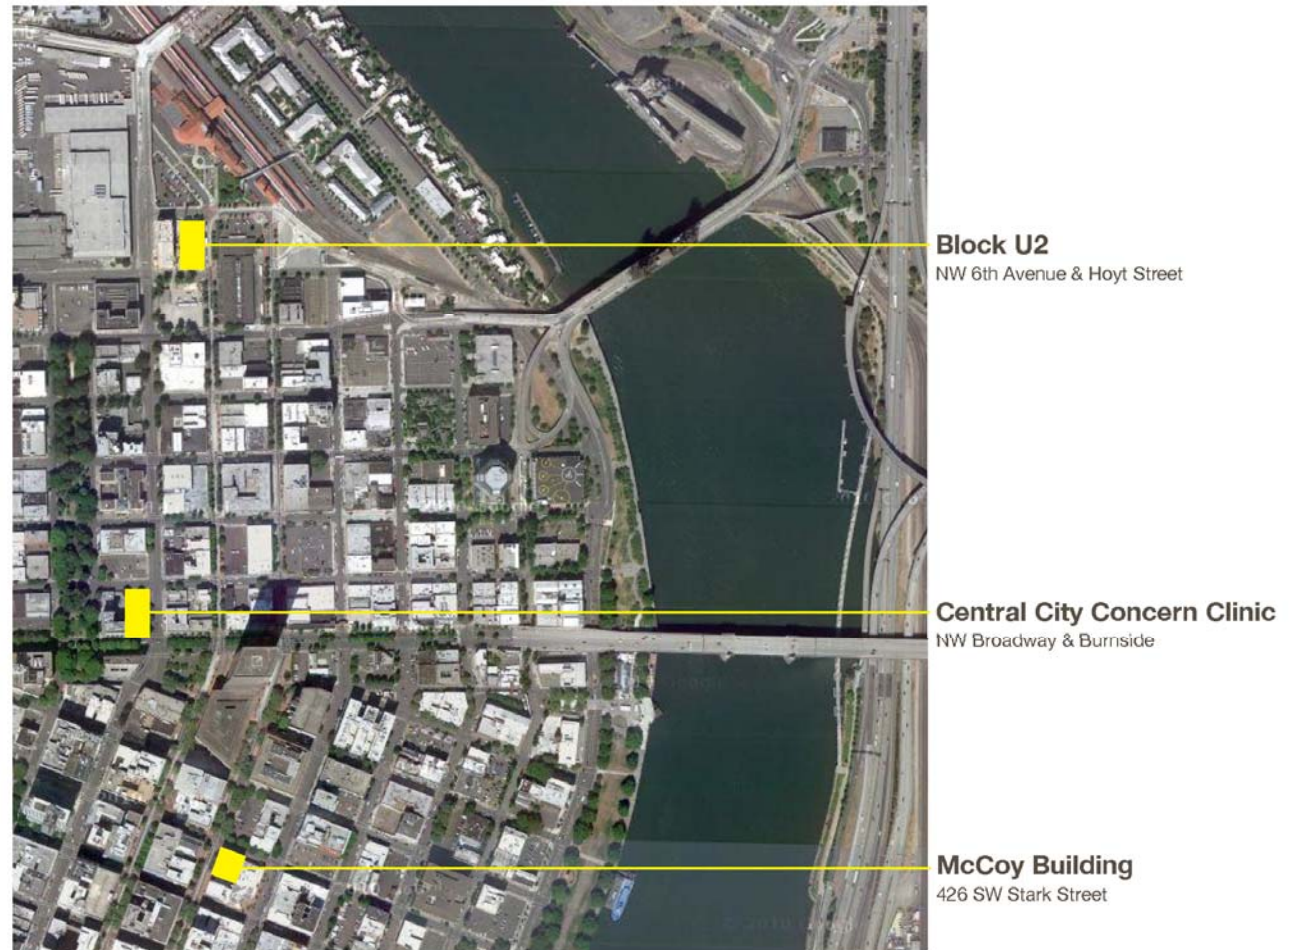 Block U2
NW 6th Avenue & Hoyt Street
Central City Concern Clinic
NW Broadway & Burnside
McCoy Building
426 SW Stark Street